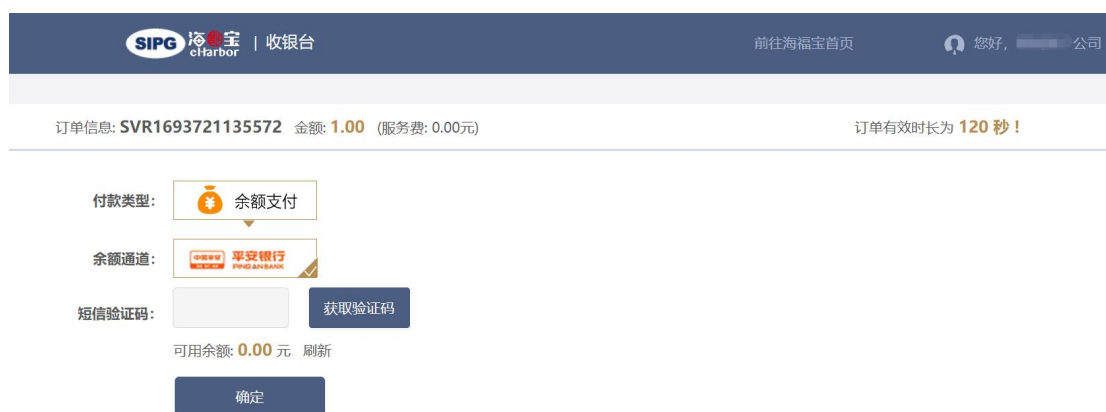 SIPG 海宝 eHarbor | 收银台 前往海福宝首页 您好, 公司
订单信息: SVR1693721135572 金额: 1.00 (服务费: 0.00元) 订单有效时长为 120 秒!
付款类型: 余额支付
余额通道: 中国平安 平安银行 PING AN BANK
短信验证码: 获取验证码
可用余额: 0.00 元 刷新
确定